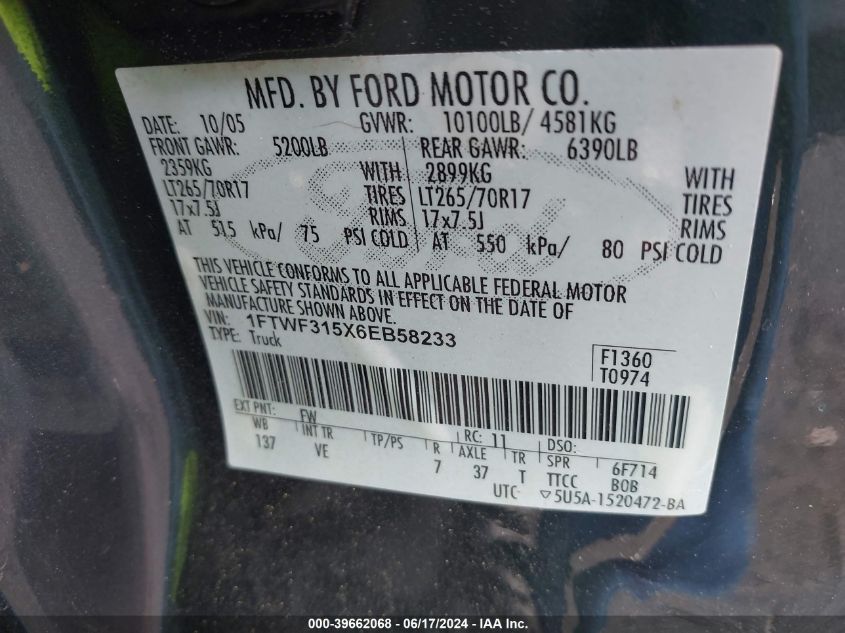 MFD. BY FORD MOTOR CO.
DATE: 10/05 GVWR: 10100LB/ 4581KG
FRONT GAWR: 5200LB REAR GAWR: 6390LB
2359KG WITH 2899KG WITH
LT265/70R17 TIRES LT265/70R17 TIRES
17x7.5J RIMS 17x7.5J RIMS
AT 515 kPa/ 75 PSI COLD AT 550 kPa/ 80 PSI COLD
THIS VEHICLE CONFORMS TO ALL APPLICABLE FEDERAL MOTOR
VEHICLE SAFETY STANDARDS IN EFFECT ON THE DATE OF
MANUFACTURE SHOWN ABOVE.
VIN: 1FTWF315X6EB58233
TYPE: Truck
F1360
T0974
EXT PNT: FW RC: 11 DSO:
WB INT TR TP/PS R AXLE TR SPR 6F714
137 VE 7 37 T TTCC BOB
UTC ▽5U5A-1520472-BA
Ford
000-39662068 - 06/17/2024 - IAA Inc.